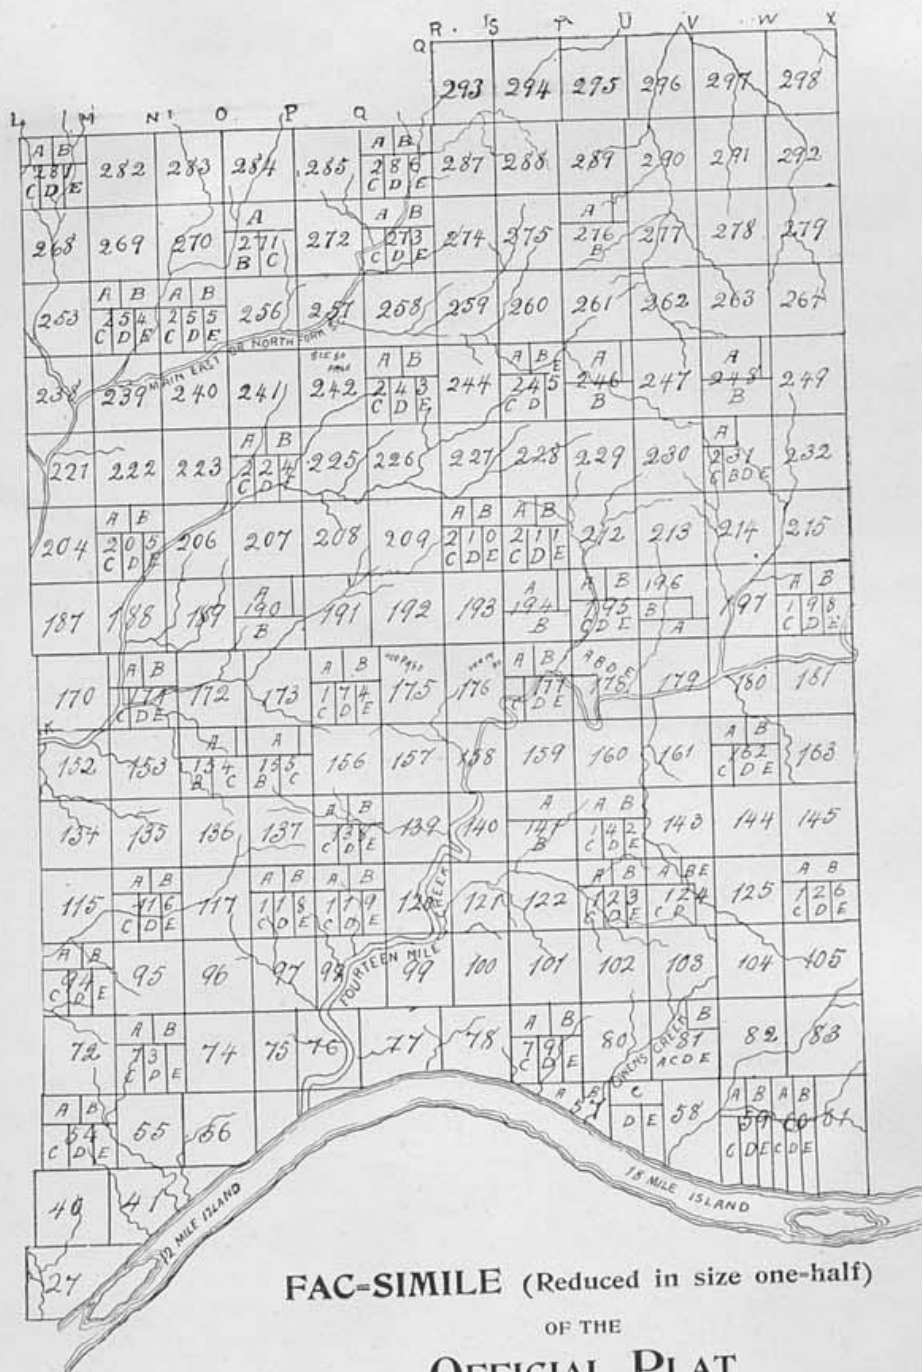 R. S T U V W X
Q
293 294 295 296 297 298
L M N O P Q
A B
281
C D E
282 283 284 285
A B
286
C D E
287 288 289 290 291 292
268 269 270
A
271
B C
272
A B
273
C D E
274 275
A
276
B
277 278 279
253
A B
254
C D E
A B
255
C D E
256 257 258 259 260 261 262 263 264
MAIN EAST OR NORTH FORK
238 239 240 241 242
A B
243
C D E
244
A B E
245
C D
A
246
B
247
A
248
B
249
221 222 223
A B
224
C D E
225 226 227 228 229 230
A
231
C B D E
232
204
A B
205
C D E
206 207 208 209
A B
210
C D E
A B
211
C D E
212 213 214 215
187 188 189
A
190
B
191 192 193
A
194
B
A B
195
C D E
196
B
A
197
A B
198
C D E
170
A B
171
C D E
172 173
A B
174
C D E
175 176
A B
177
C D E
A B D E
178
179 180 181
K
152 153
A
154
B C
A
155
B C
156 157 158 159 160 161
A B
162
C D E
163
134 135 136 137
A B
138
C D E
139 140
A
141
B
A B
142
C D E
143 144 145
115
A B
116
C D E
117
A B
118
C D E
A B
119
C D E
120 121 122
A B
123
C D E
A B E
124
C D
125
A B
126
C D E
FOURTEEN MILE CREEK
A B
94
C D E
95 96 97 98 99 100 101 102 103 104 105
72
A B
73
C D E
74 75 76 77 78
A B
79
C D E
80
B
81
A C D E
82 83
OWENS CREEK
A B
54
C D E
55 56
A B C
57
D E
58
A B
59
C D E
A B
60
C D E
61
40 41
12 MILE ISLAND
18 MILE ISLAND
27
FAC=SIMILE (Reduced in size one=half)
OF THE
OFFICIAL PLAT